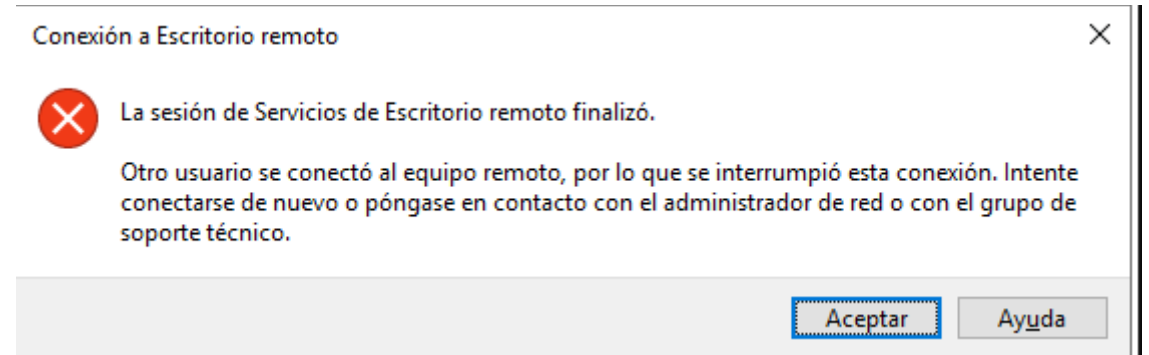 Conexión a Escritorio remoto
La sesión de Servicios de Escritorio remoto finalizó.
Otro usuario se conectó al equipo remoto, por lo que se interrumpió esta conexión. Intente
conectarse de nuevo o póngase en contacto con el administrador de red o con el grupo de
soporte técnico.
Aceptar
Ayuda